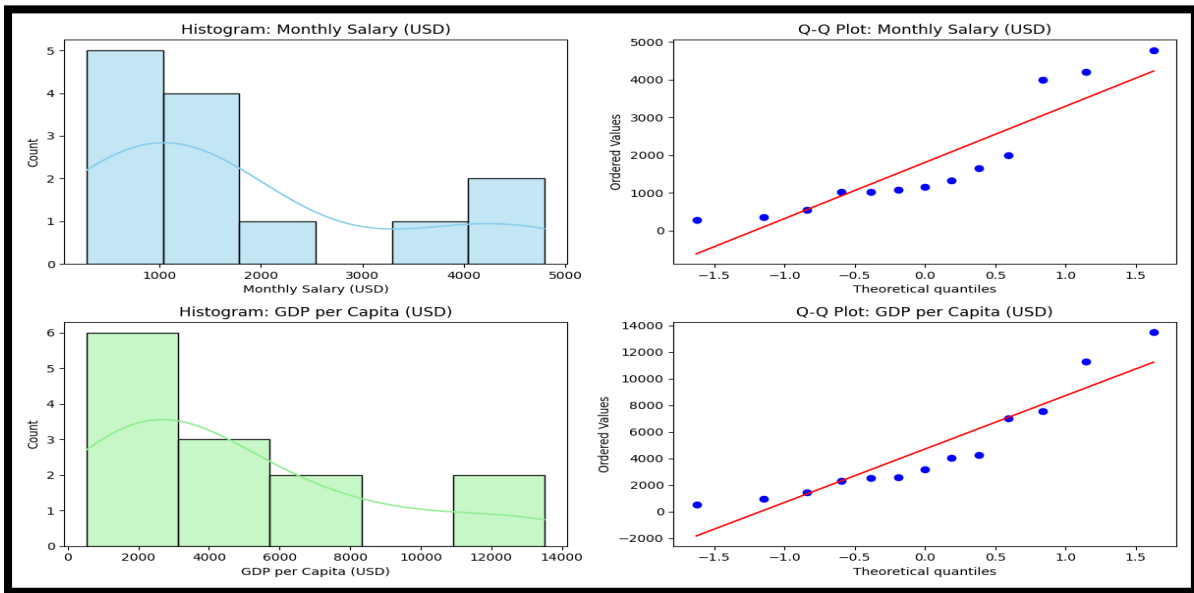 Histogram: Monthly Salary (USD)
5
4
3
2
1
0
Count
1000 2000 3000 4000 5000
Monthly Salary (USD)
Q-Q Plot: Monthly Salary (USD)
5000
4000
3000
2000
1000
0
Ordered Values
−1.5 −1.0 −0.5 0.0 0.5 1.0 1.5
Theoretical quantiles
Histogram: GDP per Capita (USD)
6
5
4
3
2
1
0
Count
0 2000 4000 6000 8000 10000 12000 14000
GDP per Capita (USD)
Q-Q Plot: GDP per Capita (USD)
14000
12000
10000
8000
6000
4000
2000
0
−2000
Ordered Values
−1.5 −1.0 −0.5 0.0 0.5 1.0 1.5
Theoretical quantiles